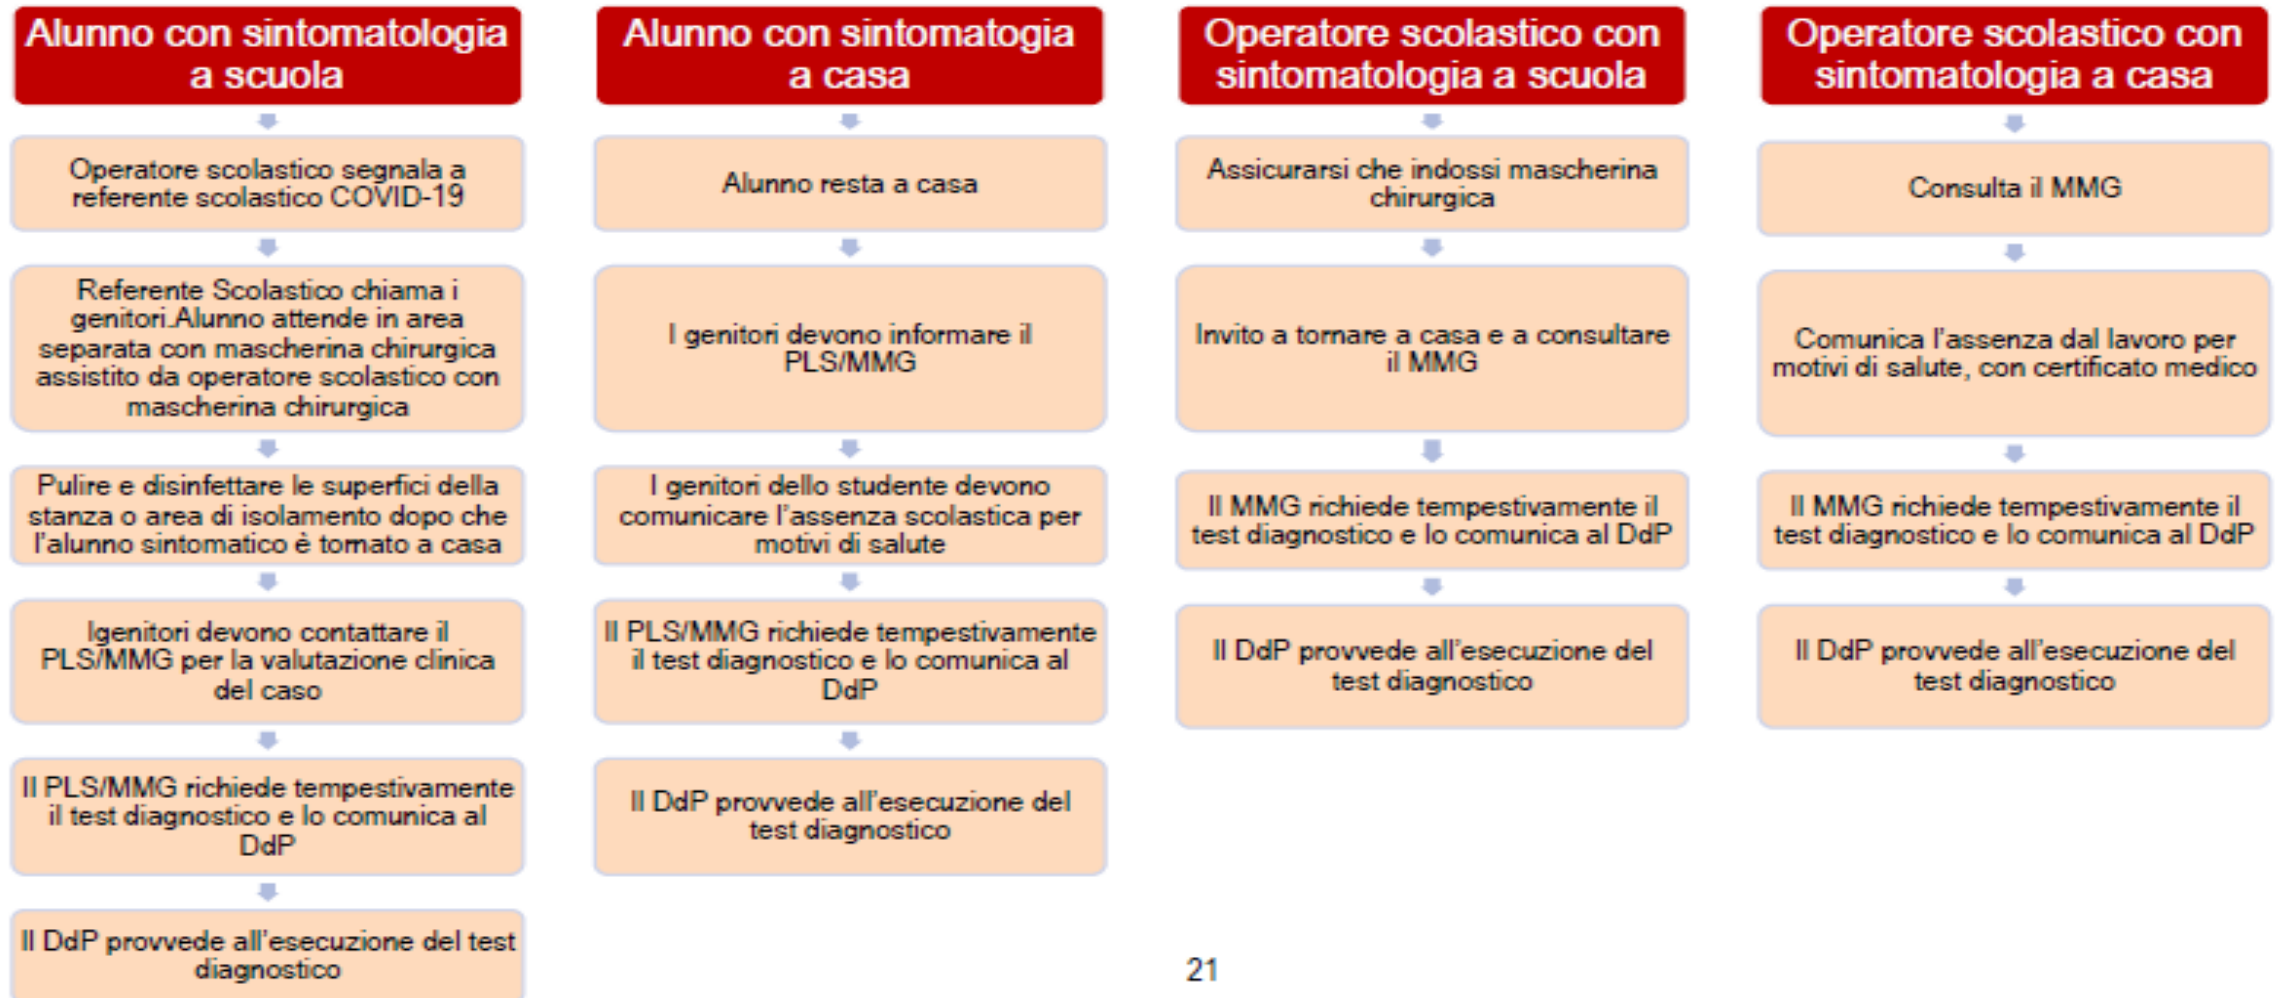 Alunno con sintomatologia
a scuola
Operatore scolastico segnala a
referente scolastico COVID-19
Referente Scolastico chiama i
genitori.Alunno attende in area
separata con mascherina chirurgica
assistito da operatore scolastico con
mascherina chirurgica
Pulire e disinfettare le superfici della
stanza o area di isolamento dopo che
l'alunno sintomatico è tornato a casa
Igenitori devono contattare il
PLS/MMG per la valutazione clinica
del caso
Il PLS/MMG richiede tempestivamente
il test diagnostico e lo comunica al
DdP
Il DdP provvede all'esecuzione del test
diagnostico
Alunno con sintomatogia
a casa
Alunno resta a casa
I genitori devono informare il
PLS/MMG
I genitori dello studente devono
comunicare l'assenza scolastica per
motivi di salute
Il PLS/MMG richiede tempestivamente
il test diagnostico e lo comunica al
DdP
Il DdP provvede all'esecuzione del
test diagnostico
Operatore scolastico con
sintomatologia a scuola
Assicurarsi che indossi mascherina
chirurgica
Invito a tornare a casa e a consultare
il MMG
Il MMG richiede tempestivamente il
test diagnostico e lo comunica al DdP
Il DdP provvede all'esecuzione del
test diagnostico
Operatore scolastico con
sintomatologia a casa
Consulta il MMG
Comunica l'assenza dal lavoro per
motivi di salute, con certificato medico
Il MMG richiede tempestivamente il
test diagnostico e lo comunica al DdP
Il DdP provvede all'esecuzione del
test diagnostico
21